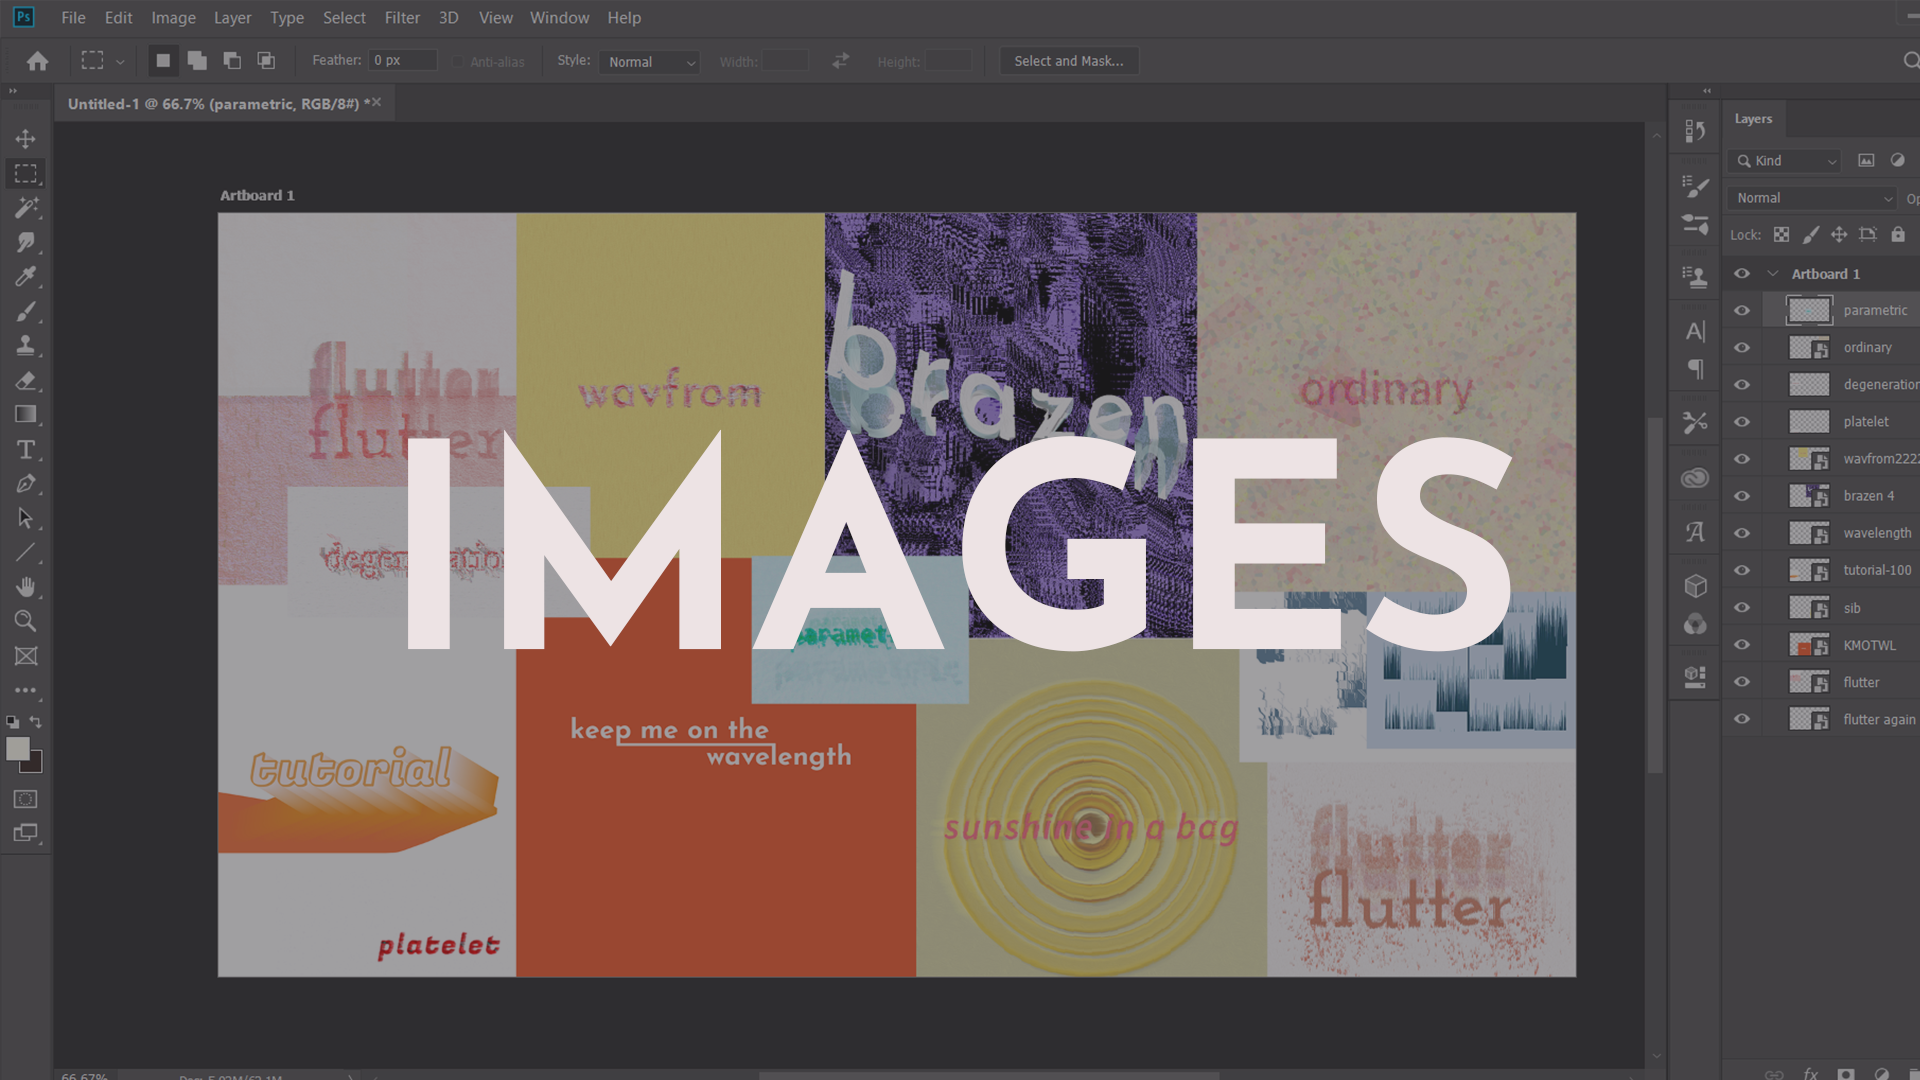 Ps File Edit Image Layer Type Select Filter 3D View Window Help
Feather: 0 px Anti-alias Style: Normal Width: Height: Select and Mask...
Untitled-1 @ 66.7% (parametric, RGB/8#) *
Layers
Kind
Normal
Lock:
Artboard 1
parametric
ordinary
degeneration
platelet
wavfrom2222
brazen 4
wavelength
tutorial-100
sib
KMOTWL
flutter
flutter again
fx
Artboard 1
flutter
flutter
wavfrom
brazen
ordinary
IMAGES
degeneration
parametric
parametric
keep me on the
wavelength
tutorial
sunshine in a bag
flutter
flutter
platelet
66.67%